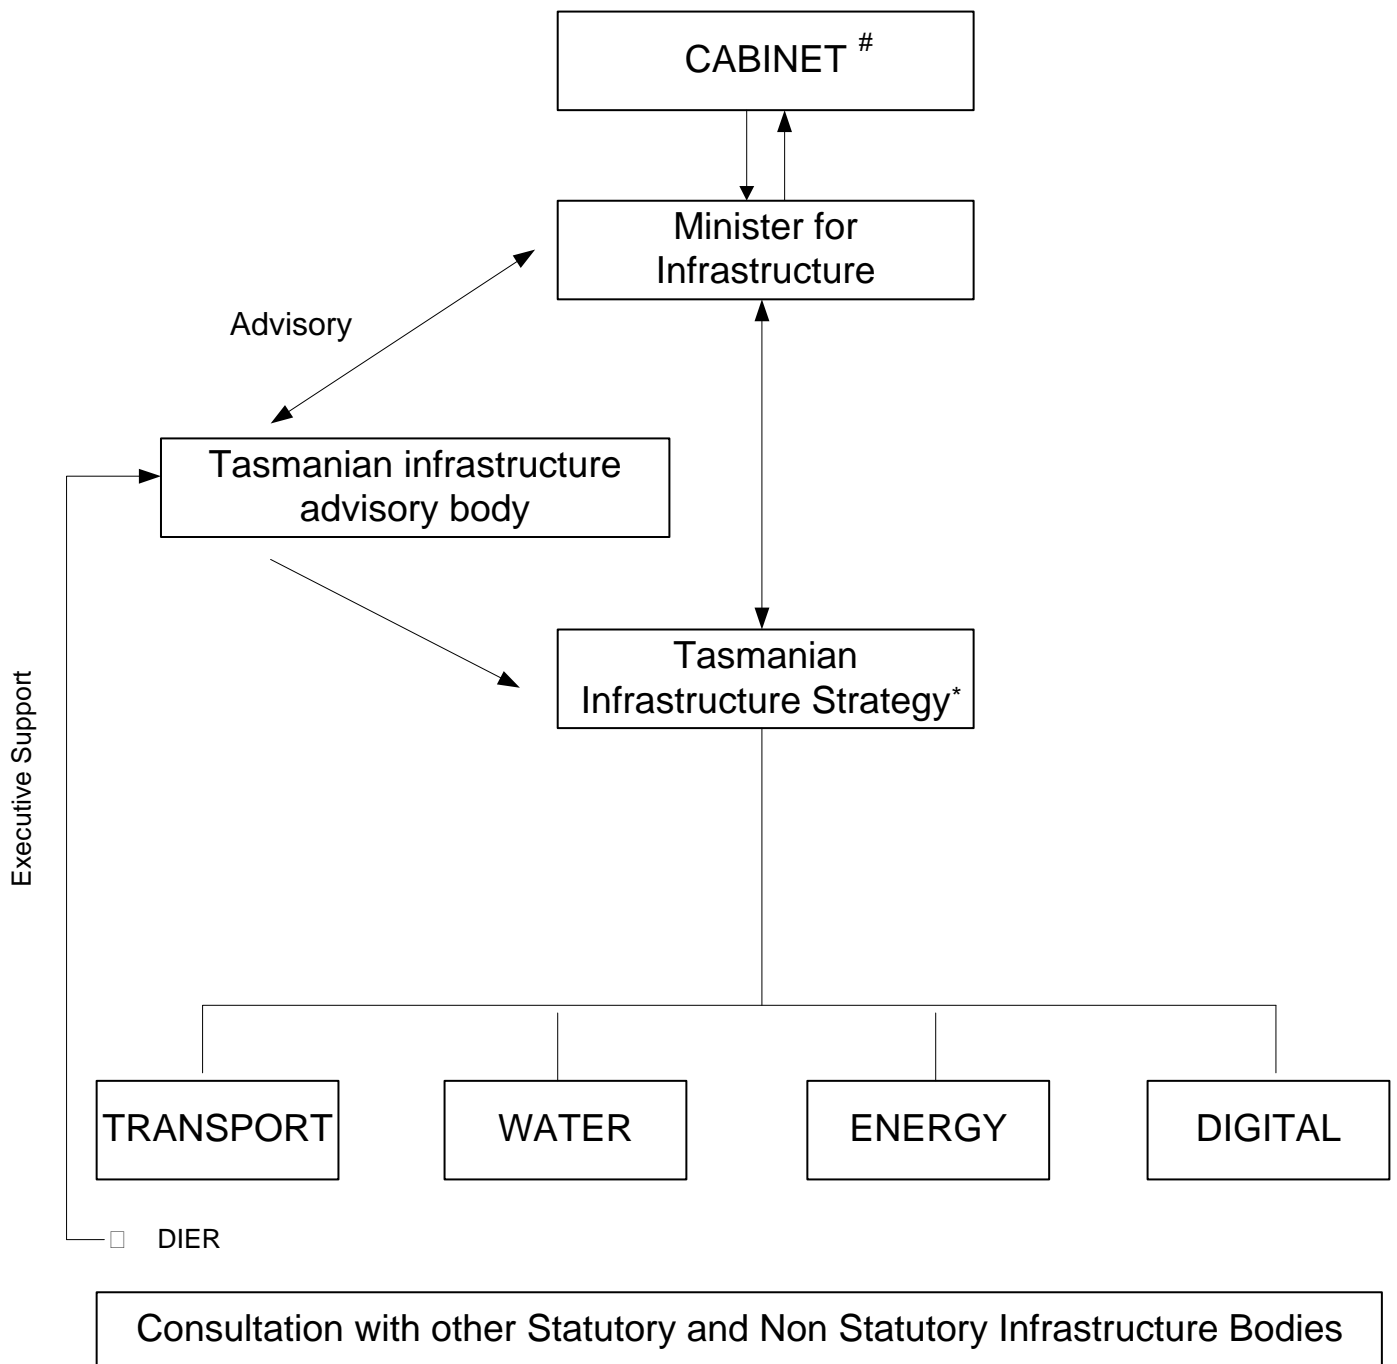 CABINET #
Minister for
Infrastructure
Advisory
Tasmanian infrastructure
advisory body
Executive Support
Tasmanian
Infrastructure Strategy*
TRANSPORT
WATER
ENERGY
DIGITAL
DIER
Consultation with other Statutory and Non Statutory Infrastructure Bodies